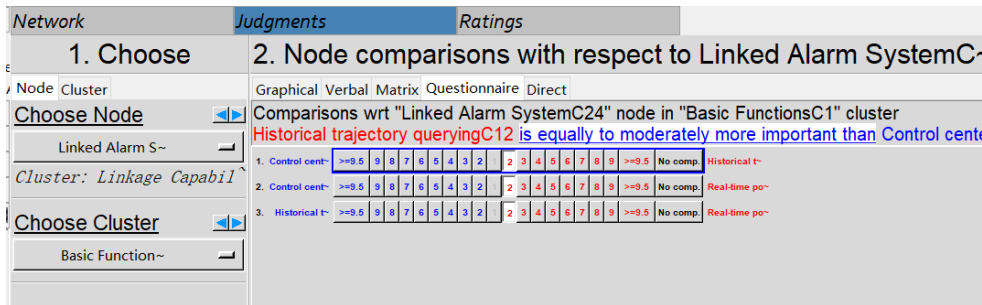 Network Judgments Ratings
1. Choose 2. Node comparisons with respect to Linked Alarm SystemC~
Node Cluster Graphical Verbal Matrix Questionnaire Direct
Choose Node Comparisons wrt "Linked Alarm SystemC24" node in "Basic FunctionsC1" cluster
Historical trajectory queryingC12 is equally to moderately more important than Control cente
Linked Alarm S~
1. Control cent~ >=9.5 9 8 7 6 5 4 3 2 1 2 3 4 5 6 7 8 9 >=9.5 No comp. Historical t~
Cluster: Linkage Capabil~
2. Control cent~ >=9.5 9 8 7 6 5 4 3 2 1 2 3 4 5 6 7 8 9 >=9.5 No comp. Real-time po~
3. Historical t~ >=9.5 9 8 7 6 5 4 3 2 1 2 3 4 5 6 7 8 9 >=9.5 No comp. Real-time po~
Choose Cluster
Basic Function~